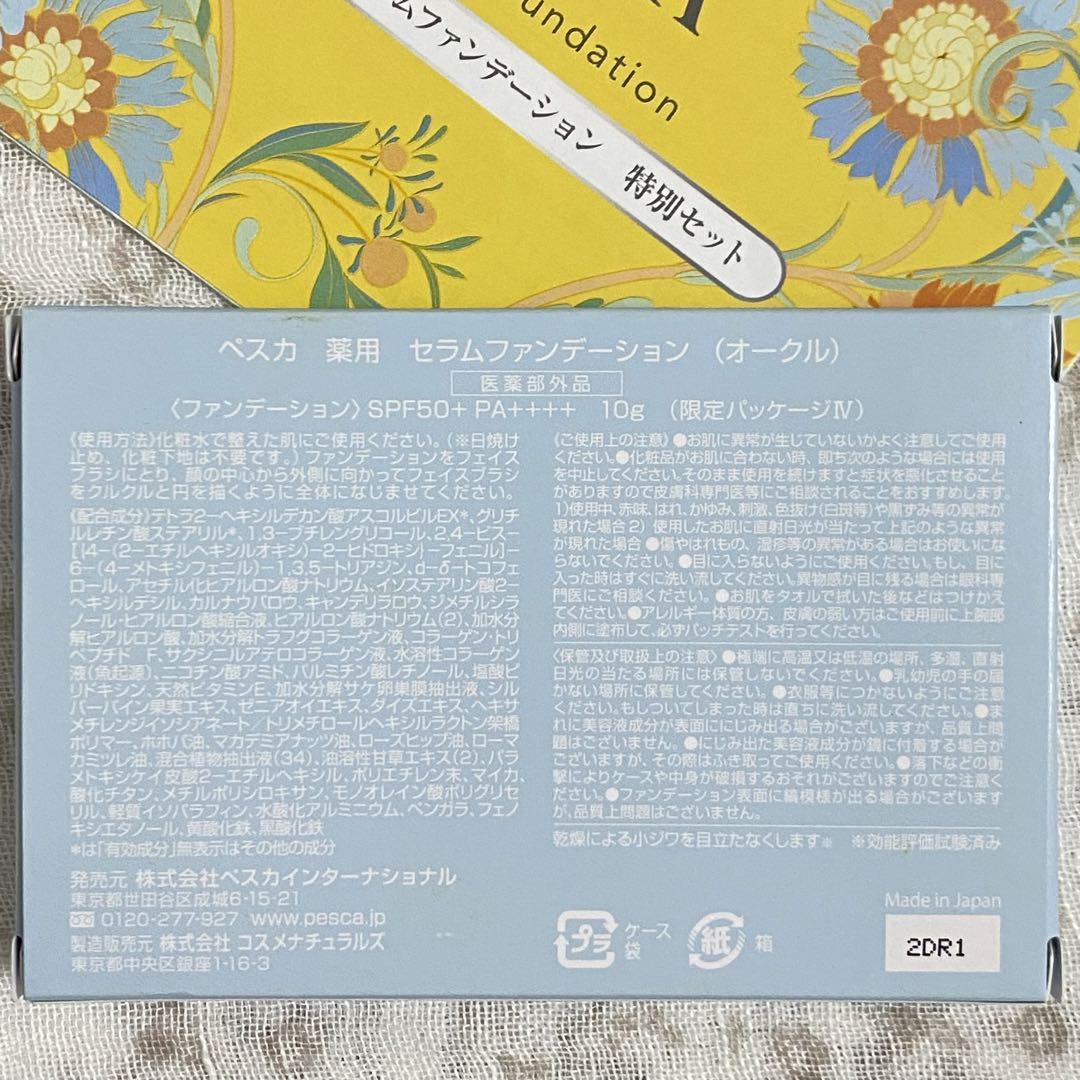 undation
ムファンデーション 特別セット
ペスカ 薬用 セラムファンデーション (オークル)
医薬部外品
〈ファンデーション〉SPF50+ PA++++ 10g (限定パッケージⅣ)
《使用方法》化粧水で整えた肌にご使用ください。(※日焼け
止め、化粧下地は不要です。)ファンデーションをフェイス
ブラシにとり、顔の中心から外側に向かってフェイスブラシ
をクルクルと円を描くように全体になじませてください。
《配合成分》テトラ2-ヘキシルデカン酸アスコルビルEX*、グリチ
ルレチン酸ステアリル*、1,3-ブチレングリコール、2,4-ビス-
[{4-(2-エチルヘキシルオキシ)-2-ヒドロキシ}-フェニル]-
6-(4-メトキシフェニル)-1,3,5-トリアジン、d-δ-トコフェ
ロール、アセチル化ヒアルロン酸ナトリウム、イソステアリン酸2-
ヘキシルデシル、カルナウバロウ、キャンデリラロウ、ジメチルシラ
ノール・ヒアルロン酸縮合液、ヒアルロン酸ナトリウム(2)、加水分
解ヒアルロン酸、加水分解トラフグコラーゲン液、コラーゲン・トリ
ペプチド F、サクシニルアテロコラーゲン液、水溶性コラーゲン
液(魚起源)、ニコチン酸アミド、パルミチン酸レチノール、塩酸ピ
リドキシン、天然ビタミンE、加水分解サケ卵巣膜抽出液、シル
バーバイン果実エキス、ゼニアオイエキス、ダイズエキス、ヘキサ
メチレンジイソシアネート/トリメチロールヘキシルラクトン架橋
ポリマー、ホホバ油、マカデミアナッツ油、ローズヒップ油、ローマ
カミツレ油、混合植物抽出液(34)、油溶性甘草エキス(2)、パラ
メトキシケイ皮酸2-エチルヘキシル、ポリエチレン末、マイカ、
酸化チタン、メチルポリシロキサン、モノオレイン酸ポリグリセ
リル、軽質イソパラフィン、水酸化アルミニウム、ベンガラ、フェノ
キシエタノール、黄酸化鉄、黒酸化鉄
*は「有効成分」無表示はその他の成分
発売元 株式会社ペスカインターナショナル
東京都世田谷区成城6-15-21
0120-277-927 www.pesca.jp
製造販売元 株式会社 コスメナチュラルズ
東京都中央区銀座1-16-3
《ご使用上の注意》●お肌に異常が生じていないかよく注意してご使用
ください。●化粧品がお肌に合わない時、即ち次のような場合には使用
を中止してください。そのまま使用を続けますと症状を悪化させること
がありますので皮膚科専門医等にご相談されることをおすすめします。
1)使用中、赤味、はれ、かゆみ、刺激、色抜け(白斑等)や黒ずみ等の異常が
現れた場合 2) 使用したお肌に直射日光が当たって上記のような異常
が現れた場合 ●傷やはれもの、湿疹等の異常がある場合はお使いになら
ないでください。●目に入らないようにご使用ください。もし、目に
入った時はすぐに洗い流してください。異物感が目に残る場合は眼科専
門医にご相談ください。●お肌をタオルで拭いた後などはつけかえ
てください。●アレルギー体質の方、皮膚の弱い方はご使用前に上腕部
内側に塗布して、必ずパッチテストを行ってください。
〈保管及び取扱上の注意〉●極端に高温又は低温の場所、多湿、直射
日光の当たる場所には保管しないでください。●乳幼児の手の届
かない場所に保管してください。●衣服等につかないようにご注意
ください。もしついてしまった時は直ちに洗い流してください。●ま
れに美容液成分が表面ににじみ出る場合がございますが、品質上問
題はございません。●にじみ出た美容液成分が鏡に付着する場合が
ございますが、その際はふき取ってご使用ください。●落下などの衝
撃によりケースや中身が破損するおそれがございますのでご注意く
ださい。●ファンデーション表面に縞模様が出る場合がございます
が、品質上問題はございません。
乾燥による小ジワを目立たなくします※ ※効能評価試験済み
プラ ケース 袋
紙 箱
Made in Japan
2DR1